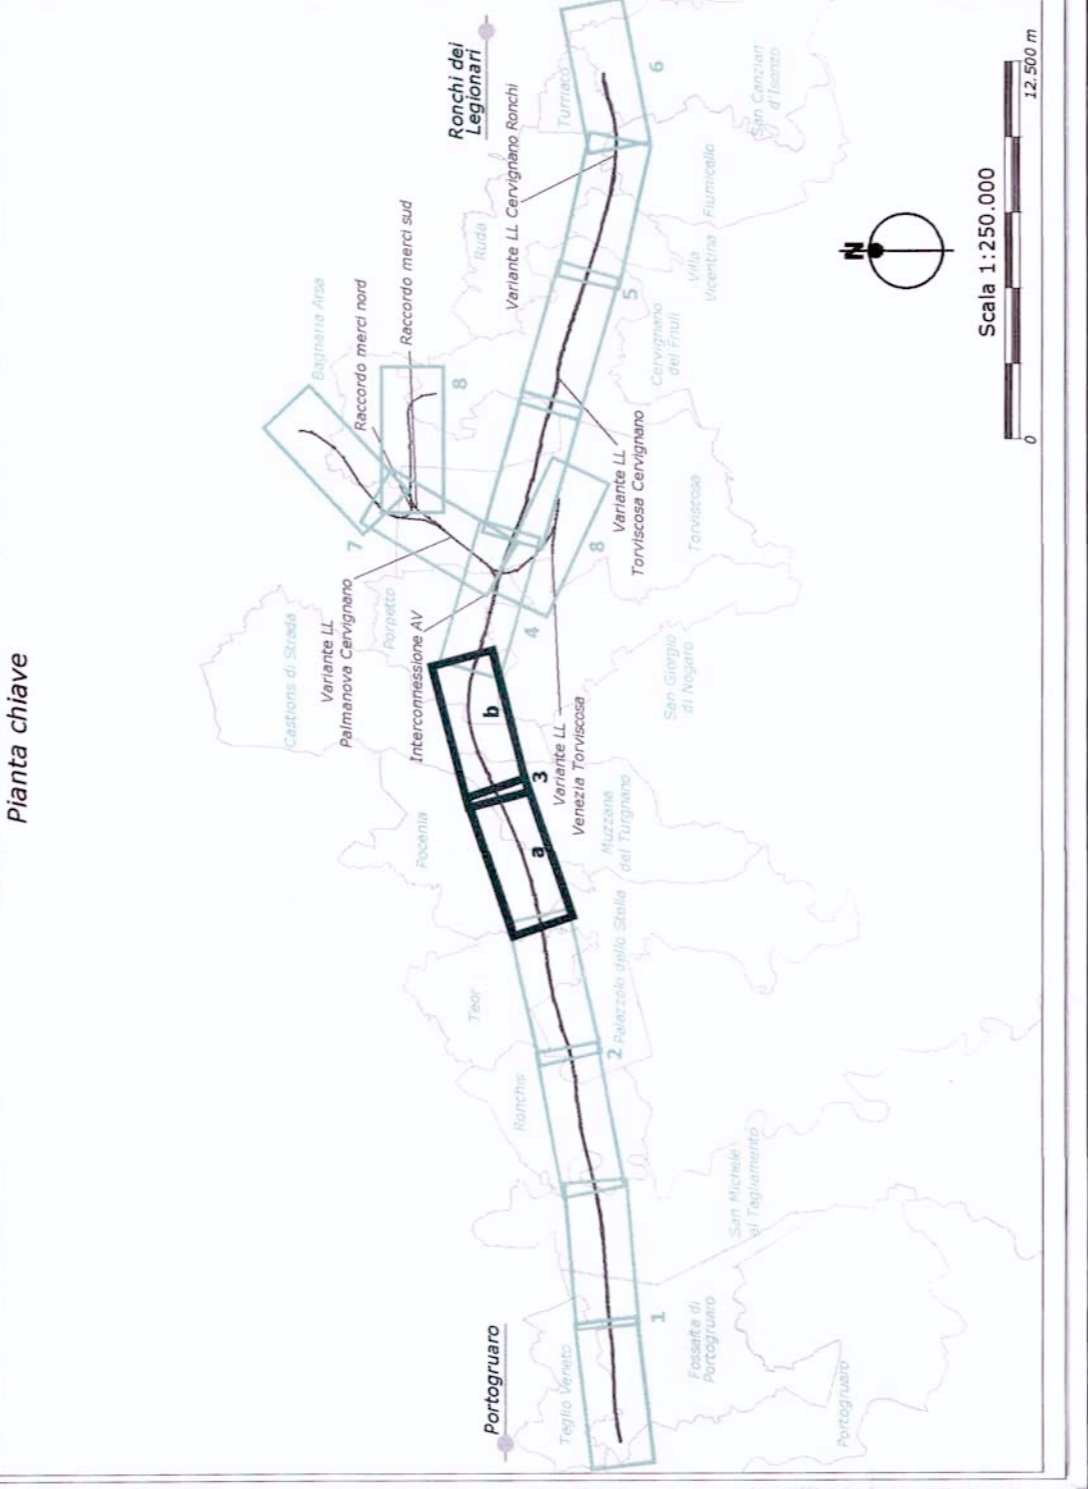 Pianta chiave
Portogruaro
Teglio Veneto
Fossalta di
Portogruaro
Portogruaro
1
San Michele
al Tagliamento
Ronchis
Teor
2
Palazzolo dello Stella
Pocenia
a
3
b
Muzzana
del Turgnano
Castions di Strada
Porpetto
Variante LL
Palmanova Cervignano
Interconnessione AV
Variante LL
Venezia Torviscosa
San Giorgio
di Nogaro
4
7
8
Torviscosa
Variante LL
Torviscosa Cervignano
Bagnaria Arsa
Raccordo merci nord
Raccordo merci sud
8
Ruda
Cervignano
del Friuli
5
Villa
Vicentina
Fiumicello
Variante LL Cervignano Ronchi
Ronchi dei
Legionari
Turriaco
6
San Canzian
d'Isonzo
N
Scala 1:250.000
0
12.500 m